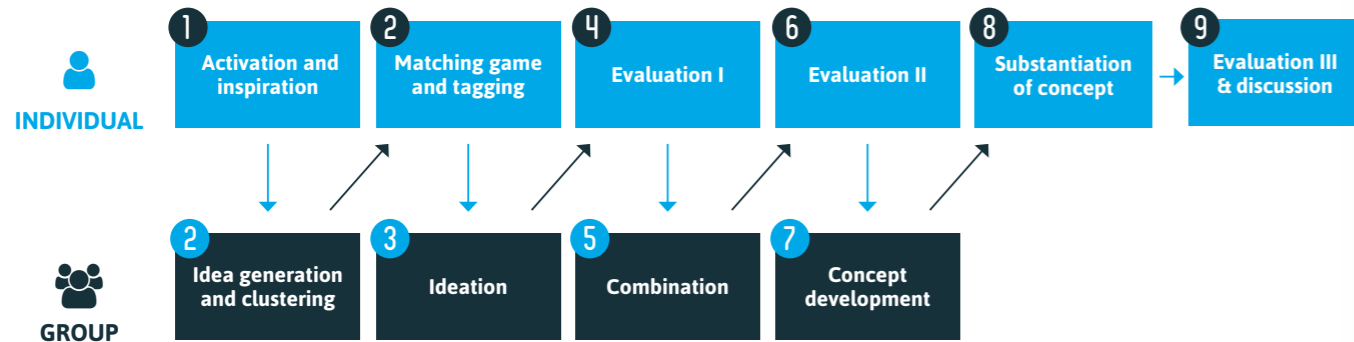 1
Activation and
inspiration
2
Matching game
and tagging
4
Evaluation I
6
Evaluation II
8
Substantiation
of concept
9
Evaluation III
& discussion
INDIVIDUAL
2
Idea generation
and clustering
3
Ideation
5
Combination
7
Concept
development
GROUP